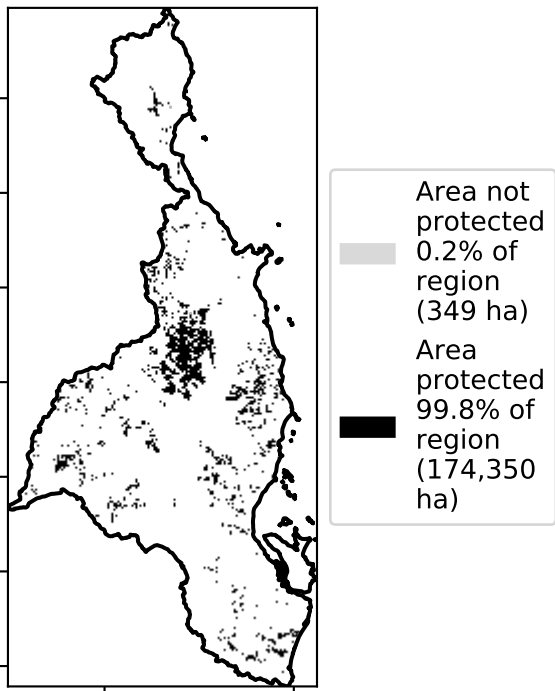 Area not
protected
0.2% of
region
(349 ha)
Area
protected
99.8% of
region
(174,350
ha)